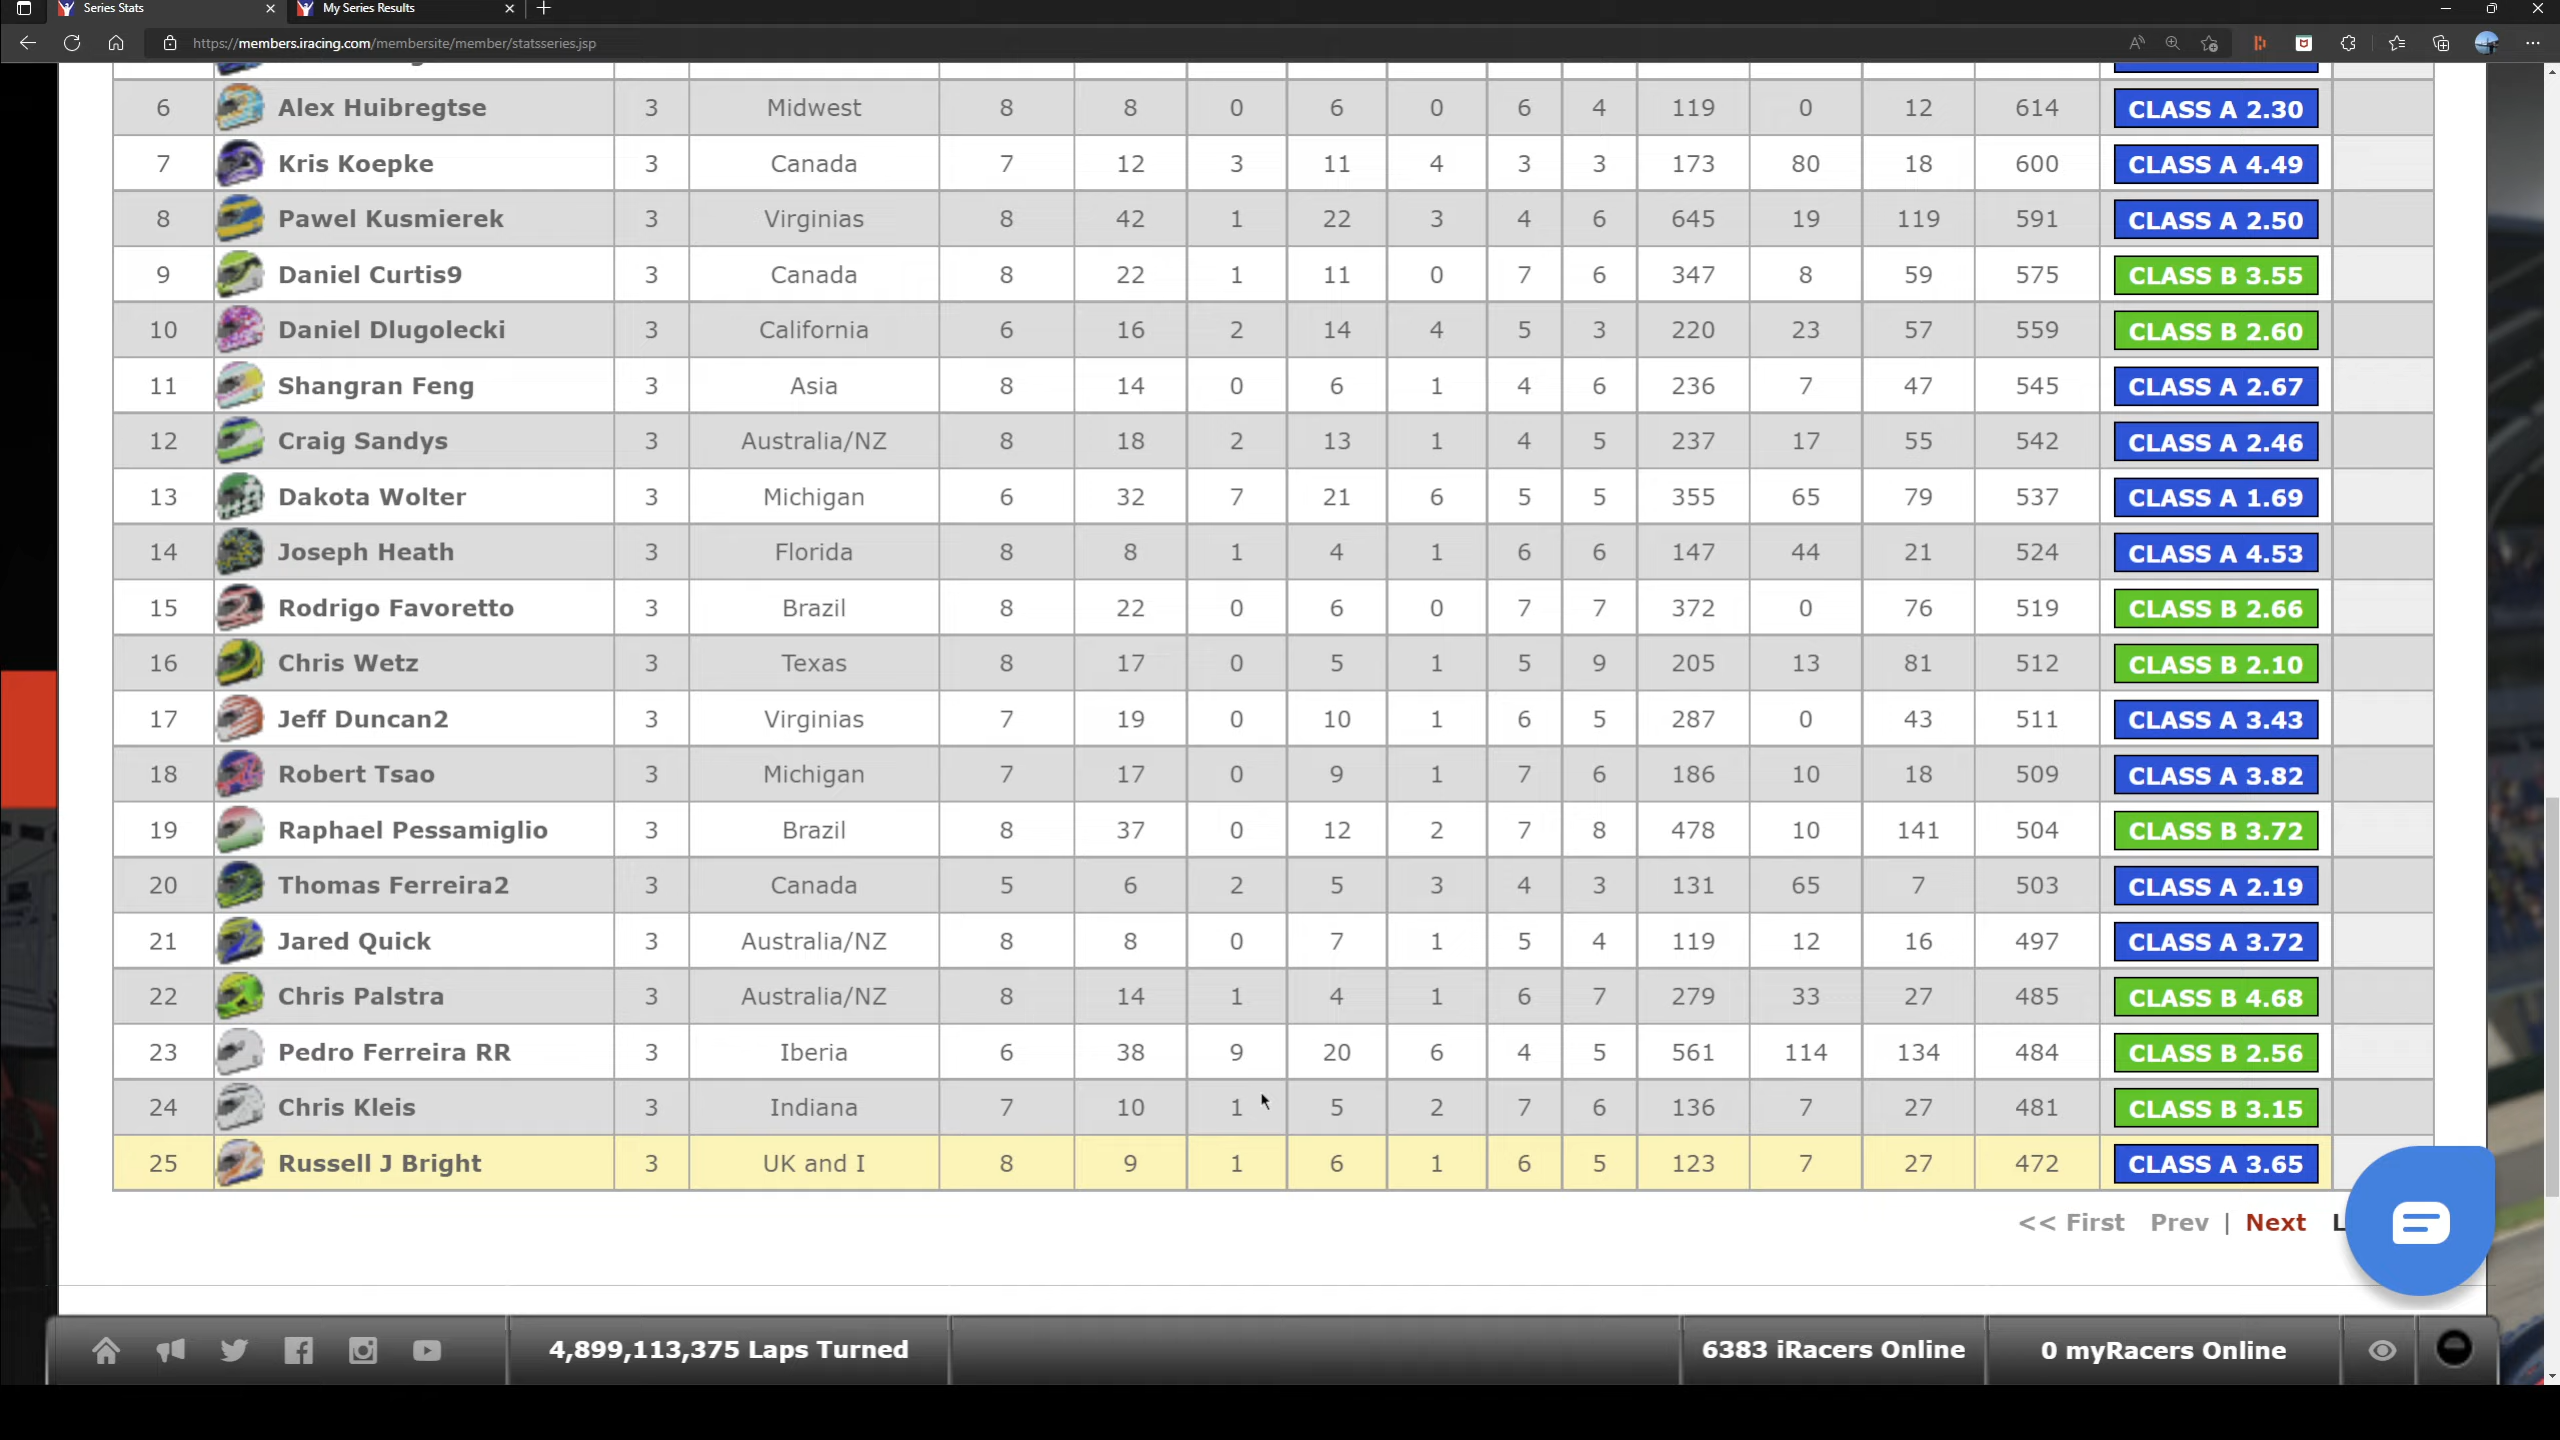 Series Stats
My Series Results
https://members.iracing.com/membersite/member/statsseries.jsp
6 Alex Huibregtse 3 Midwest 8 8 0 6 0 6 4 119 0 12 614 CLASS A 2.30
7 Kris Koepke 3 Canada 7 12 3 11 4 3 3 173 80 18 600 CLASS A 4.49
8 Pawel Kusmierek 3 Virginias 8 42 1 22 3 4 6 645 19 119 591 CLASS A 2.50
9 Daniel Curtis9 3 Canada 8 22 1 11 0 7 6 347 8 59 575 CLASS B 3.55
10 Daniel Dlugolecki 3 California 6 16 2 14 4 5 3 220 23 57 559 CLASS B 2.60
11 Shangran Feng 3 Asia 8 14 0 6 1 4 6 236 7 47 545 CLASS A 2.67
12 Craig Sandys 3 Australia/NZ 8 18 2 13 1 4 5 237 17 55 542 CLASS A 2.46
13 Dakota Wolter 3 Michigan 6 32 7 21 6 5 5 355 65 79 537 CLASS A 1.69
14 Joseph Heath 3 Florida 8 8 1 4 1 6 6 147 44 21 524 CLASS A 4.53
15 Rodrigo Favoretto 3 Brazil 8 22 0 6 0 7 7 372 0 76 519 CLASS B 2.66
16 Chris Wetz 3 Texas 8 17 0 5 1 5 9 205 13 81 512 CLASS B 2.10
17 Jeff Duncan2 3 Virginias 7 19 0 10 1 6 5 287 0 43 511 CLASS A 3.43
18 Robert Tsao 3 Michigan 7 17 0 9 1 7 6 186 10 18 509 CLASS A 3.82
19 Raphael Pessamiglio 3 Brazil 8 37 0 12 2 7 8 478 10 141 504 CLASS B 3.72
20 Thomas Ferreira2 3 Canada 5 6 2 5 3 4 3 131 65 7 503 CLASS A 2.19
21 Jared Quick 3 Australia/NZ 8 8 0 7 1 5 4 119 12 16 497 CLASS A 3.72
22 Chris Palstra 3 Australia/NZ 8 14 1 4 1 6 7 279 33 27 485 CLASS B 4.68
23 Pedro Ferreira RR 3 Iberia 6 38 9 20 6 4 5 561 114 134 484 CLASS B 2.56
24 Chris Kleis 3 Indiana 7 10 1 5 2 7 6 136 7 27 481 CLASS B 3.15
25 Russell J Bright 3 UK and I 8 9 1 6 1 6 5 123 7 27 472 CLASS A 3.65
<< First Prev | Next L
4,899,113,375 Laps Turned 6383 iRacers Online 0 myRacers Online